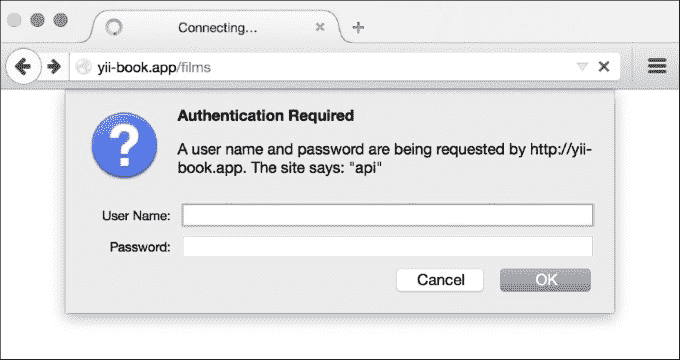 Connecting...
yii-book.app/films
Authentication Required
A user name and password are being requested by http://yii-
book.app. The site says: "api"
User Name:
Password:
Cancel
OK